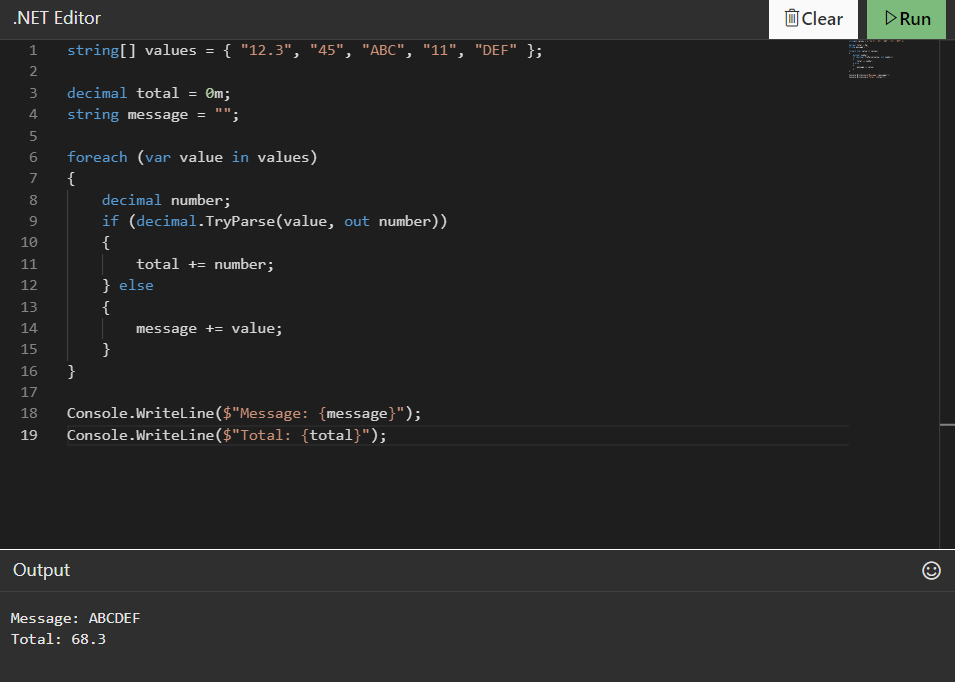 .NET Editor
Clear
Run
1 string[] values = { "12.3", "45", "ABC", "11", "DEF" };
2
3 decimal total = 0m;
4 string message = "";
5
6 foreach (var value in values)
7 {
8     decimal number;
9     if (decimal.TryParse(value, out number))
10     {
11         total += number;
12     } else
13     {
14         message += value;
15     }
16 }
17
18 Console.WriteLine($"Message: {message}");
19 Console.WriteLine($"Total: {total}");
Output
Message: ABCDEF
Total: 68.3